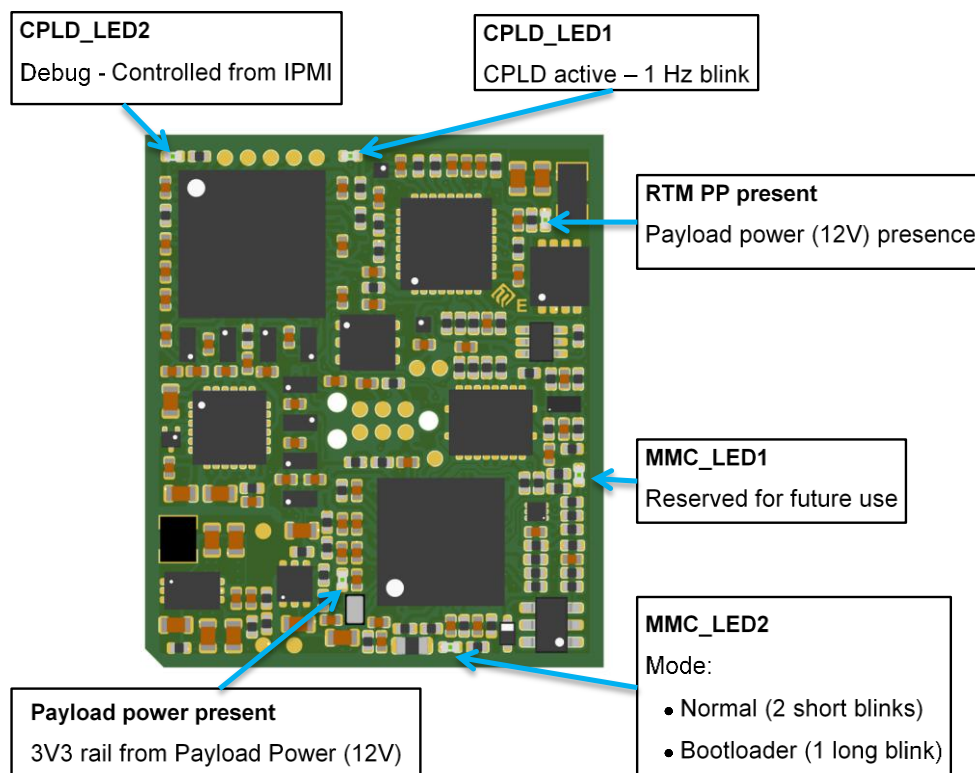 CPLD_LED2
Debug - Controlled from IPMI
CPLD_LED1
CPLD active – 1 Hz blink
RTM PP present
Payload power (12V) presence
E
MMC_LED1
Reserved for future use
MMC_LED2
Mode:
• Normal (2 short blinks)
• Bootloader (1 long blink)
Payload power present
3V3 rail from Payload Power (12V)